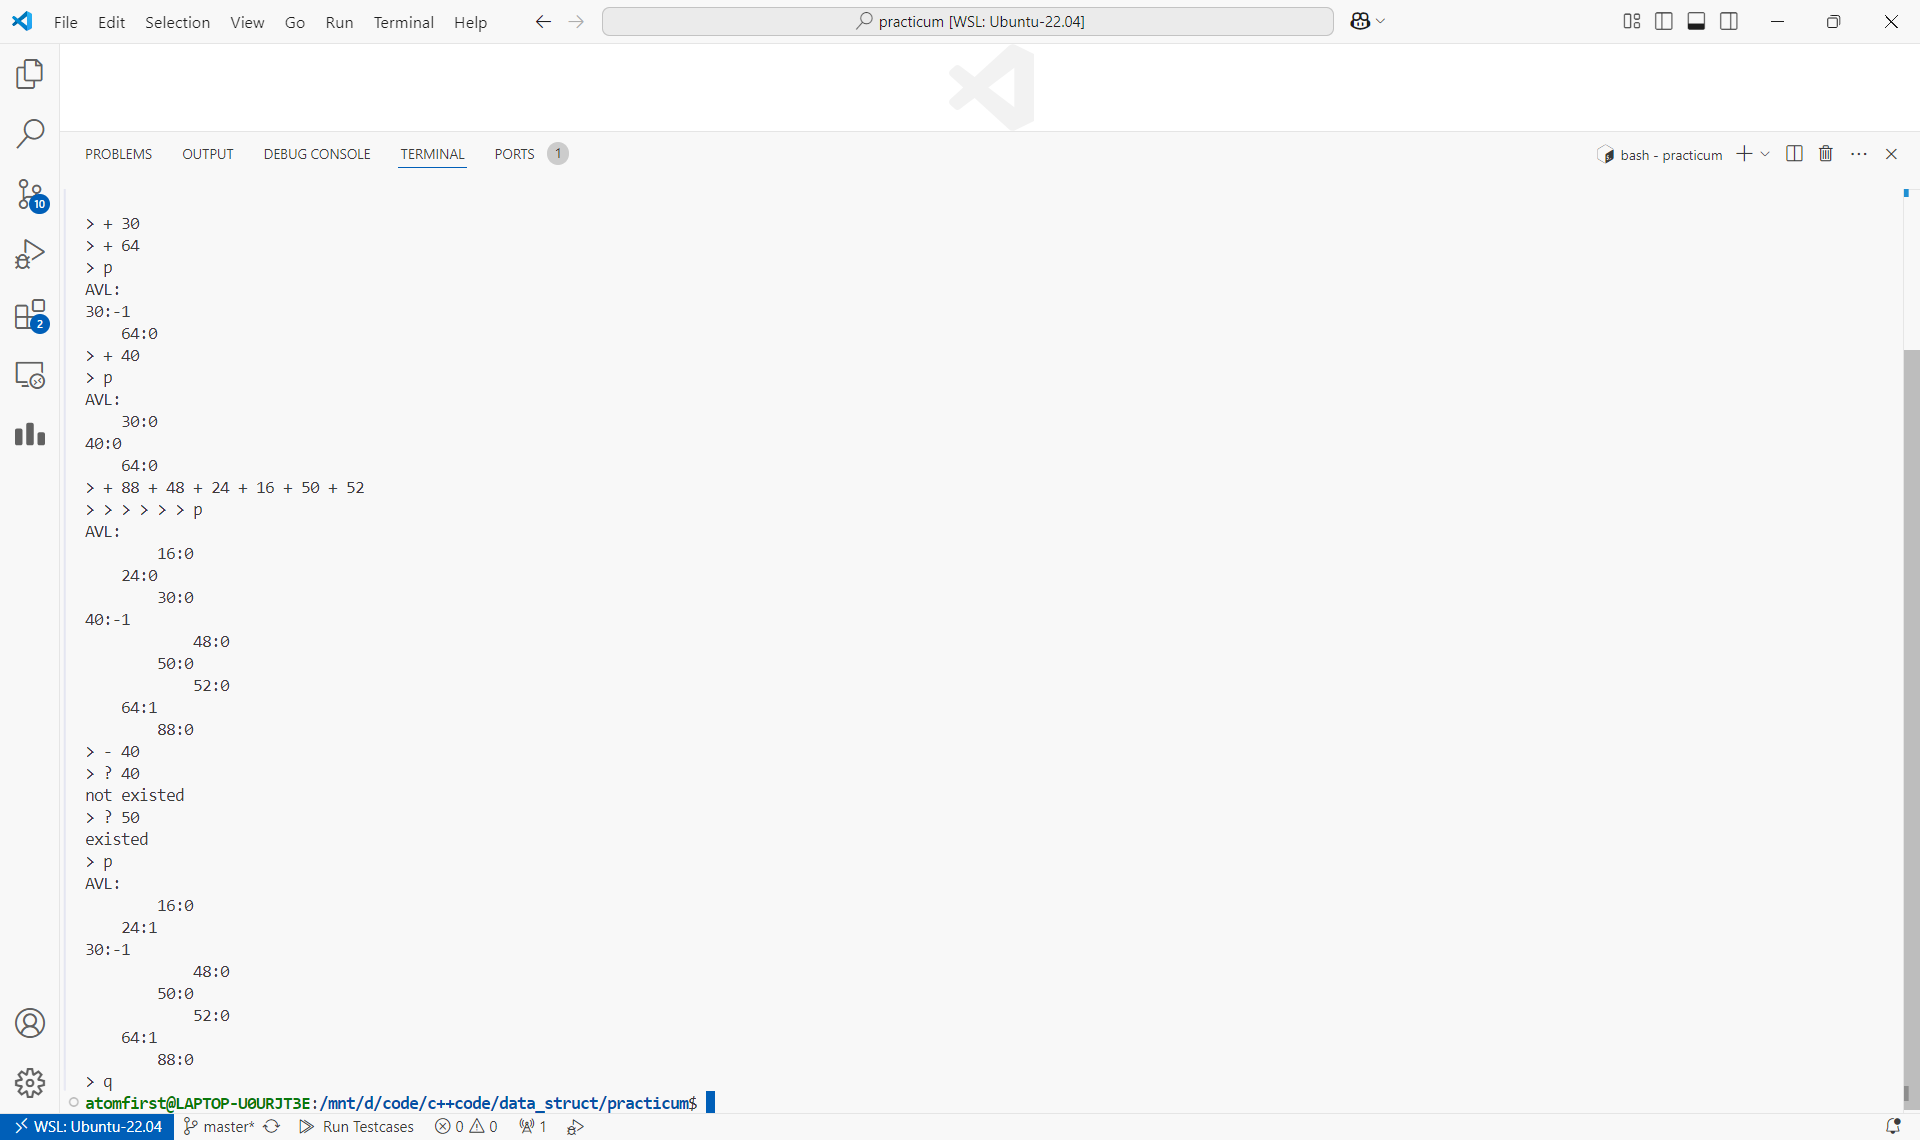 File Edit Selection View Go Run Terminal Help
practicum [WSL: Ubuntu-22.04]
PROBLEMS OUTPUT DEBUG CONSOLE TERMINAL PORTS 1
bash - practicum
10
2
> + 30
> + 64
> p
AVL:
30:-1
    64:0
> + 40
> p
AVL:
    30:0
40:0
    64:0
> + 88 + 48 + 24 + 16 + 50 + 52
> > > > > > p
AVL:
        16:0
    24:0
        30:0
40:-1
            48:0
        50:0
            52:0
    64:1
        88:0
> - 40
> ? 40
not existed
> ? 50
existed
> p
AVL:
        16:0
    24:1
30:-1
            48:0
        50:0
            52:0
    64:1
        88:0
> q
atomfirst@LAPTOP-U0URJT3E:/mnt/d/code/c++code/data_struct/practicum$
WSL: Ubuntu-22.04 master* Run Testcases 0 0 1